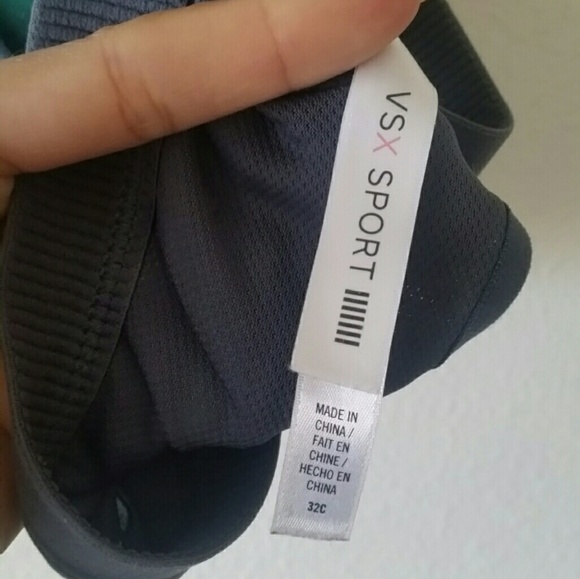 VSX SPORT
MADE IN
CHINA /
FAIT EN
CHINE /
HECHO EN
CHINA
32C